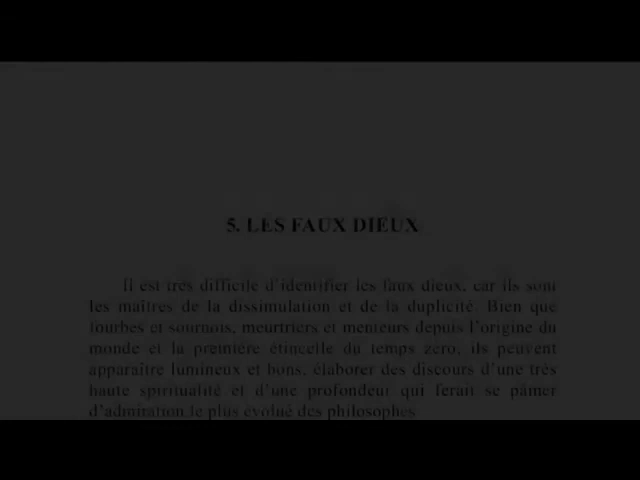 5. LES FAUX DIEUX
Il est très difficile d'identifier les faux dieux, car ils sont
les maîtres de la dissimulation et de la duplicité. Bien que
fourbes et sournois, meurtriers et menteurs depuis l'origine du
monde et la première étincelle du temps zéro, ils peuvent
apparaître lumineux et bons, élaborer des discours d'une très
haute spiritualité et d'une profondeur qui ferait se pâmer
d'admiration le plus évolué des philosophes